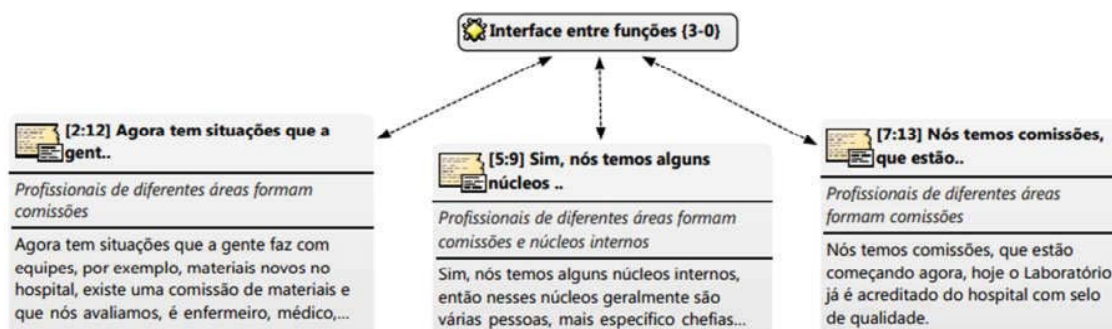 Interface entre funções {3-0}
[2:12] Agora tem situações que a
gent..
Profissionais de diferentes áreas formam
comissões
Agora tem situações que a gente faz com
equipes, por exemplo, materiais novos no
hospital, existe uma comissão de materiais e
que nós avaliamos, é enfermeiro, médico,...
[5:9] Sim, nós temos alguns
núcleos ..
Profissionais de diferentes áreas formam
comissões e núcleos internos
Sim, nós temos alguns núcleos internos,
então nesses núcleos geralmente são
várias pessoas, mais específico chefias...
[7:13] Nós temos comissões,
que estão..
Profissionais de diferentes áreas
formam comissões
Nós temos comissões, que estão
começando agora, hoje o Laboratório
já é acreditado do hospital com selo
de qualidade.